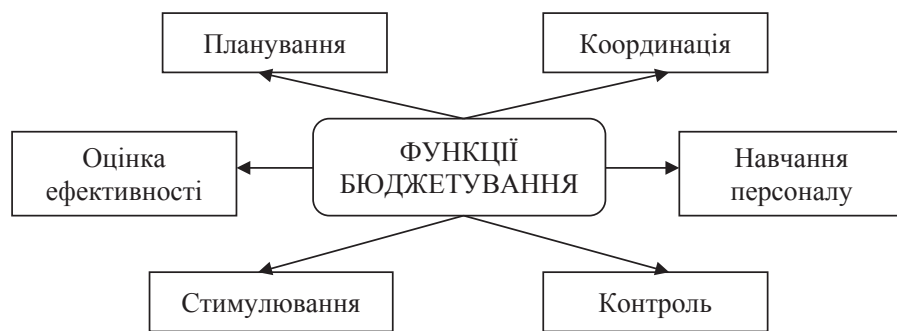 Планування
Координація
Оцінка
ефективності
ФУНКЦІЇ
БЮДЖЕТУВАННЯ
Навчання
персоналу
Стимулювання
Контроль